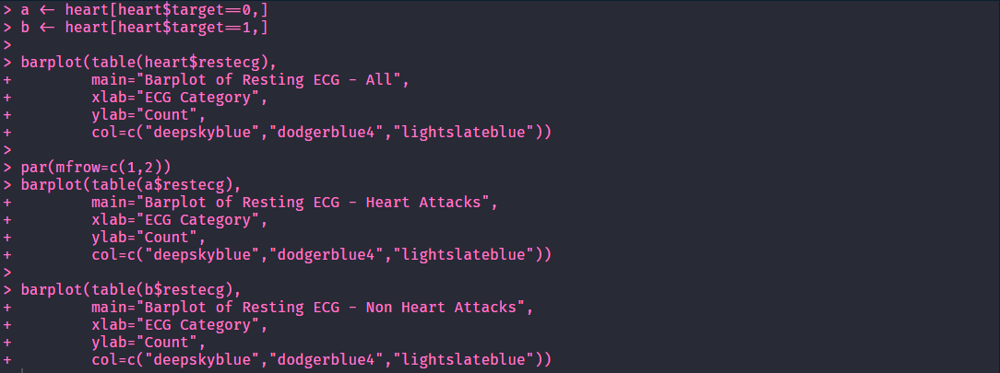 > a <- heart[heart$target==0,]
> b <- heart[heart$target==1,]
>
> barplot(table(heart$restecg),
+         main="Barplot of Resting ECG - All",
+         xlab="ECG Category",
+         ylab="Count",
+         col=c("deepskyblue","dodgerblue4","lightslateblue"))
>
> par(mfrow=c(1,2))
> barplot(table(a$restecg),
+         main="Barplot of Resting ECG - Heart Attacks",
+         xlab="ECG Category",
+         ylab="Count",
+         col=c("deepskyblue","dodgerblue4","lightslateblue"))
>
> barplot(table(b$restecg),
+         main="Barplot of Resting ECG - Non Heart Attacks",
+         xlab="ECG Category",
+         ylab="Count",
+         col=c("deepskyblue","dodgerblue4","lightslateblue"))